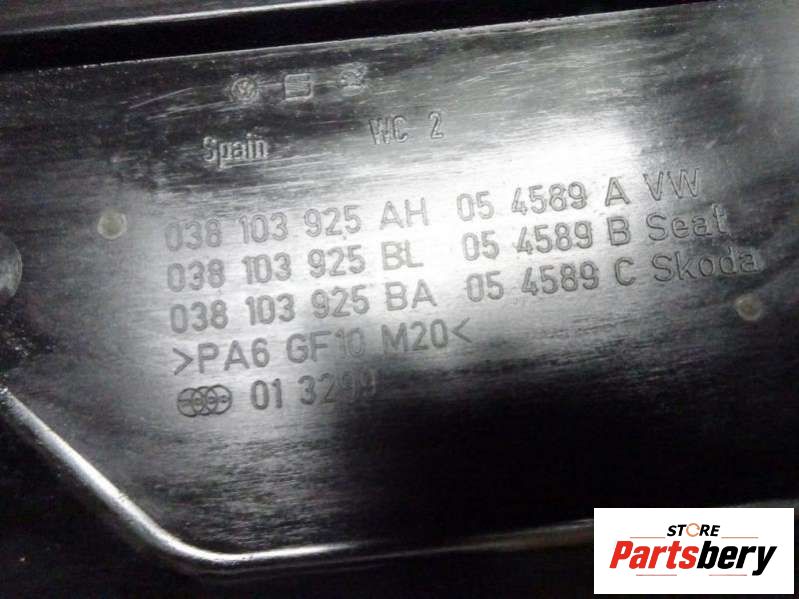 Spain WC 2
038 103 925 AH 05 4589 A VW
038 103 925 BL 05 4589 B Seat
038 103 925 BA 05 4589 C Skoda
>PA6 GF10 M20<
01
STORE
Partsbery